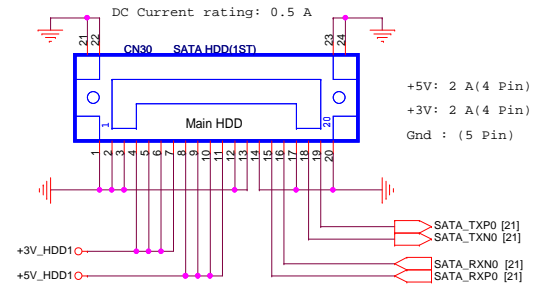 DC Current rating: 0.5 A
21
22
23
24
CN30 SATA HDD(1ST)
+5V: 2 A(4 Pin)
+3V: 2 A(4 Pin)
Gnd : (5 Pin)
1
20
Main HDD
1
2
3
4
5
6
7
8
9
10
11
12
13
14
15
16
17
18
19
20
SATA_TXP0 [21]
SATA_TXN0 [21]
+3V_HDD1
SATA_RXN0 [21]
+5V_HDD1
SATA_RXP0 [21]